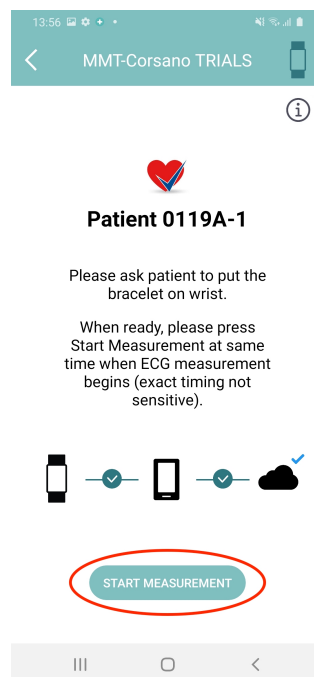 13:56
MMT-Corsano TRIALS
Patient 0119A-1
Please ask patient to put the
bracelet on wrist.
When ready, please press
Start Measurement at same
time when ECG measurement
begins (exact timing not
sensitive).
START MEASUREMENT